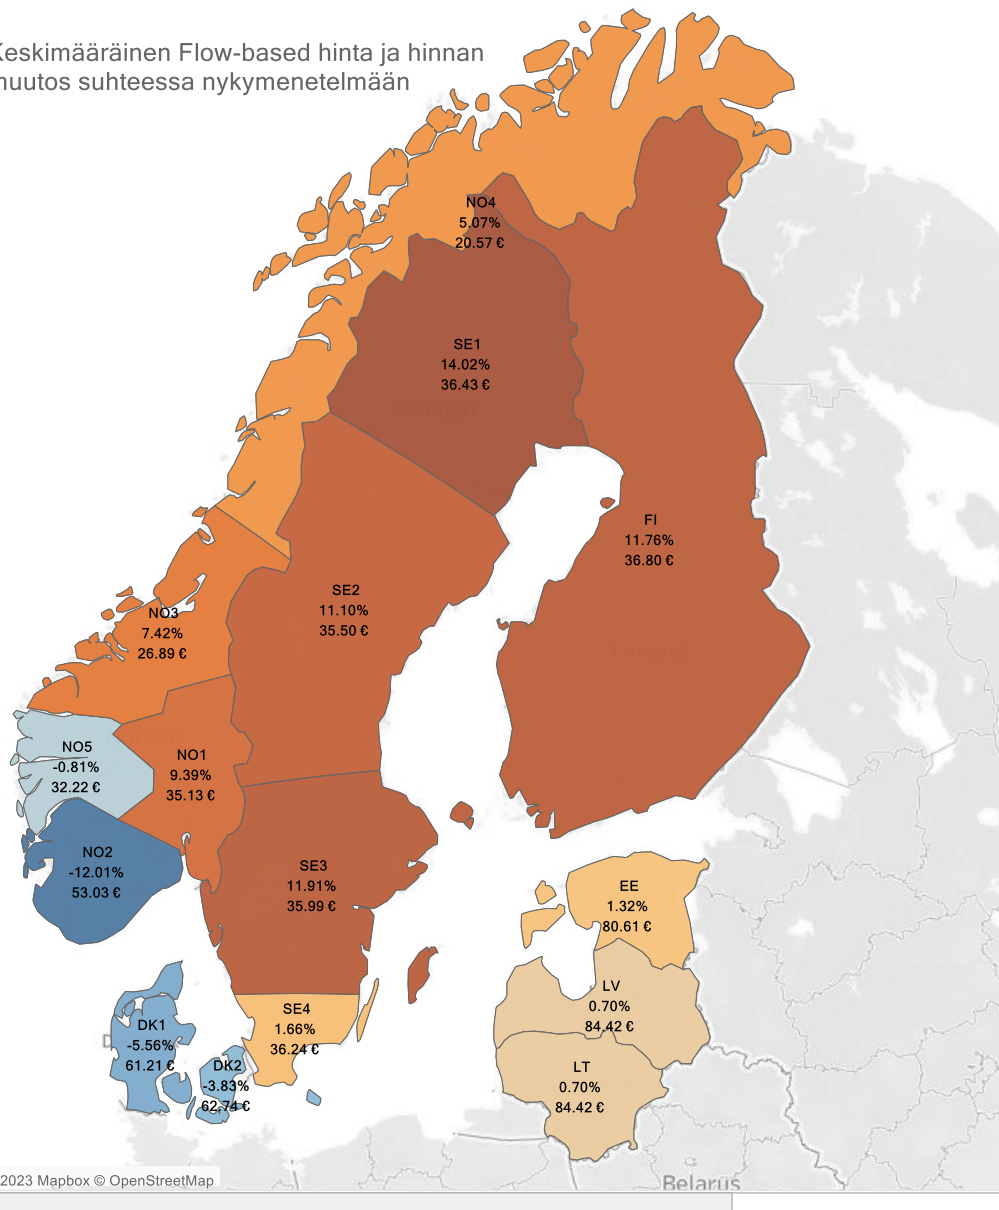 Keskimääräinen Flow-based hinta ja hinnan
muutos suhteessa nykymenetelmään
NO4
5.07%
20.57 €
SE1
14.02%
36.43 €
Sweden
FI
11.76%
36.80 €
SE2
11.10%
35.50 €
NO3
7.42%
26.89 €
Finland
NO5
-0.81%
32.22 €
Norway
NO1
9.39%
35.13 €
NO2
-12.01%
53.03 €
SE3
11.91%
35.99 €
EE
1.32%
80.61 €
LV
0.70%
84.42 €
SE4
1.66%
36.24 €
DK1
-5.56%
61.21 €
DK2
-3.83%
62.74 €
LT
0.70%
84.42 €
2023 Mapbox © OpenStreetMap
Belarus